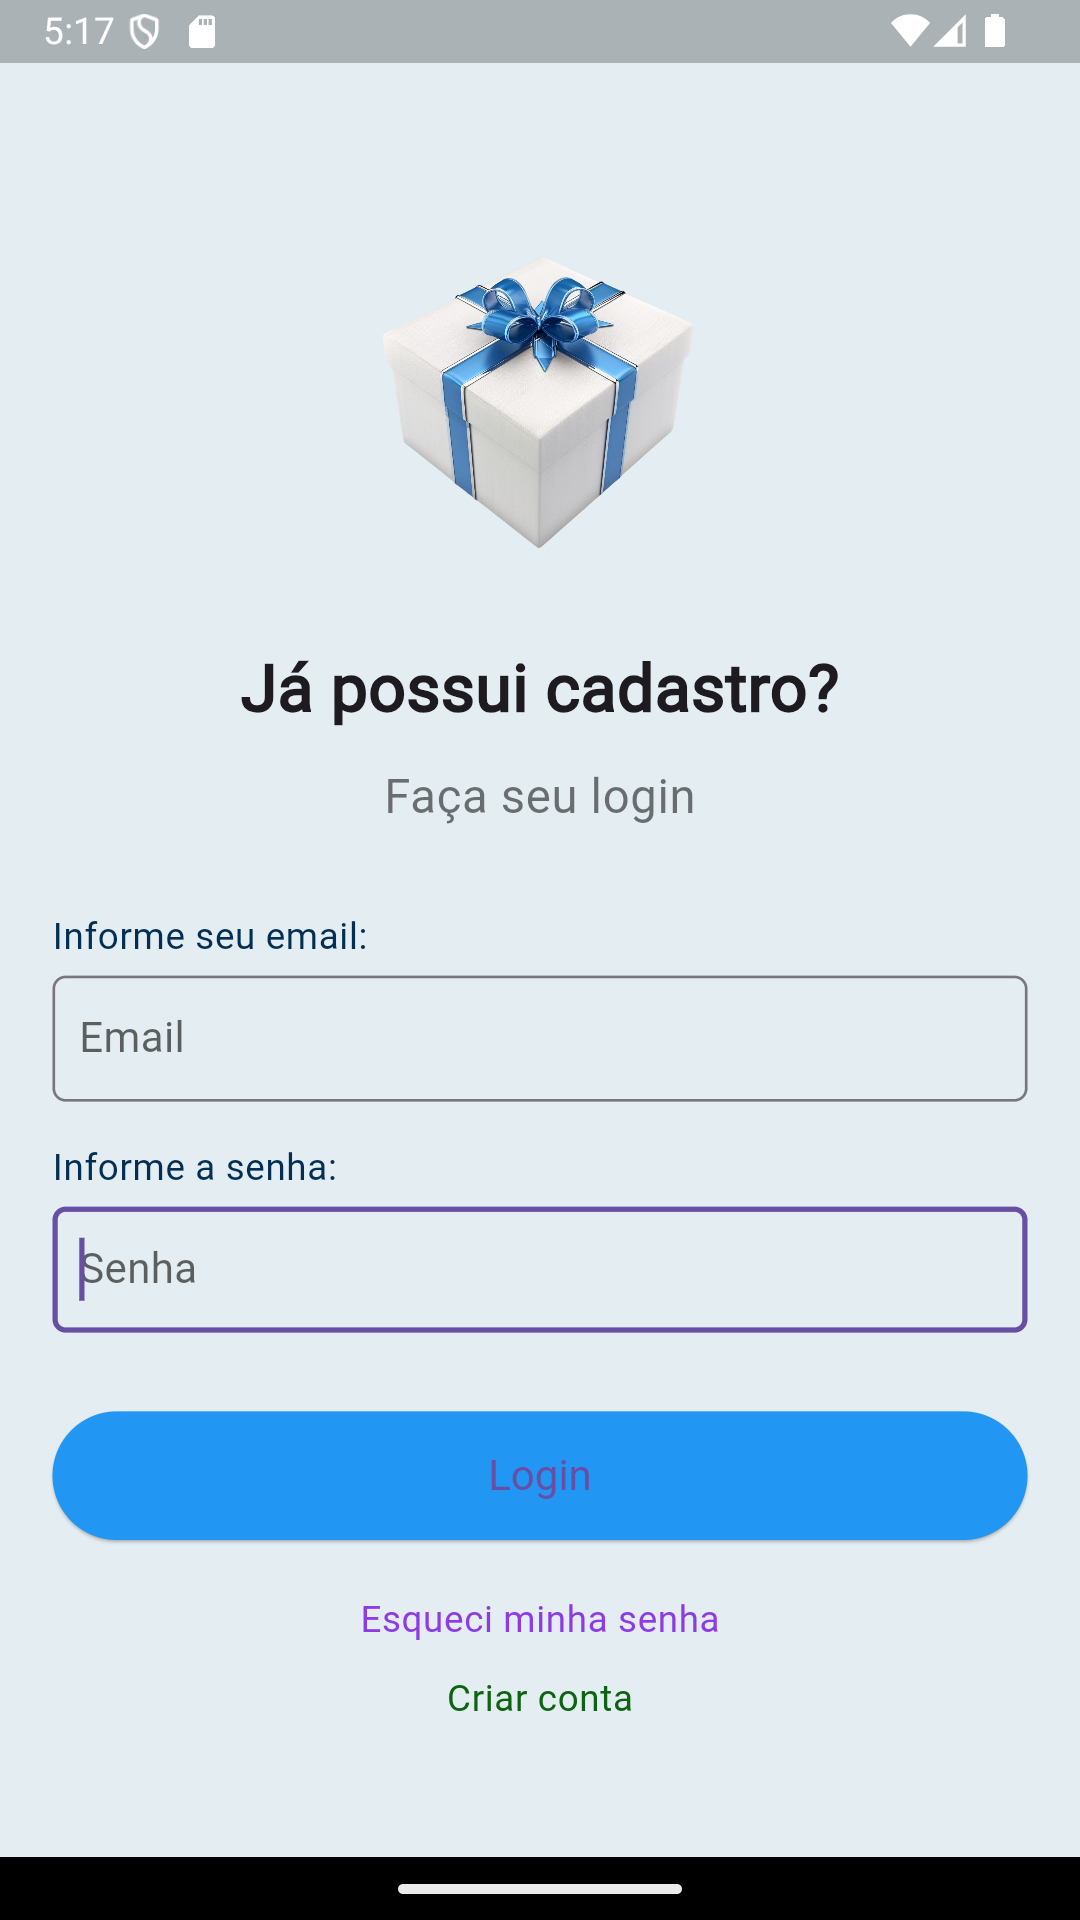 5:17
Já possui cadastro?
Faça seu login
Informe seu email:
Email
Informe a senha:
Senha
Login
Esqueci minha senha
Criar conta